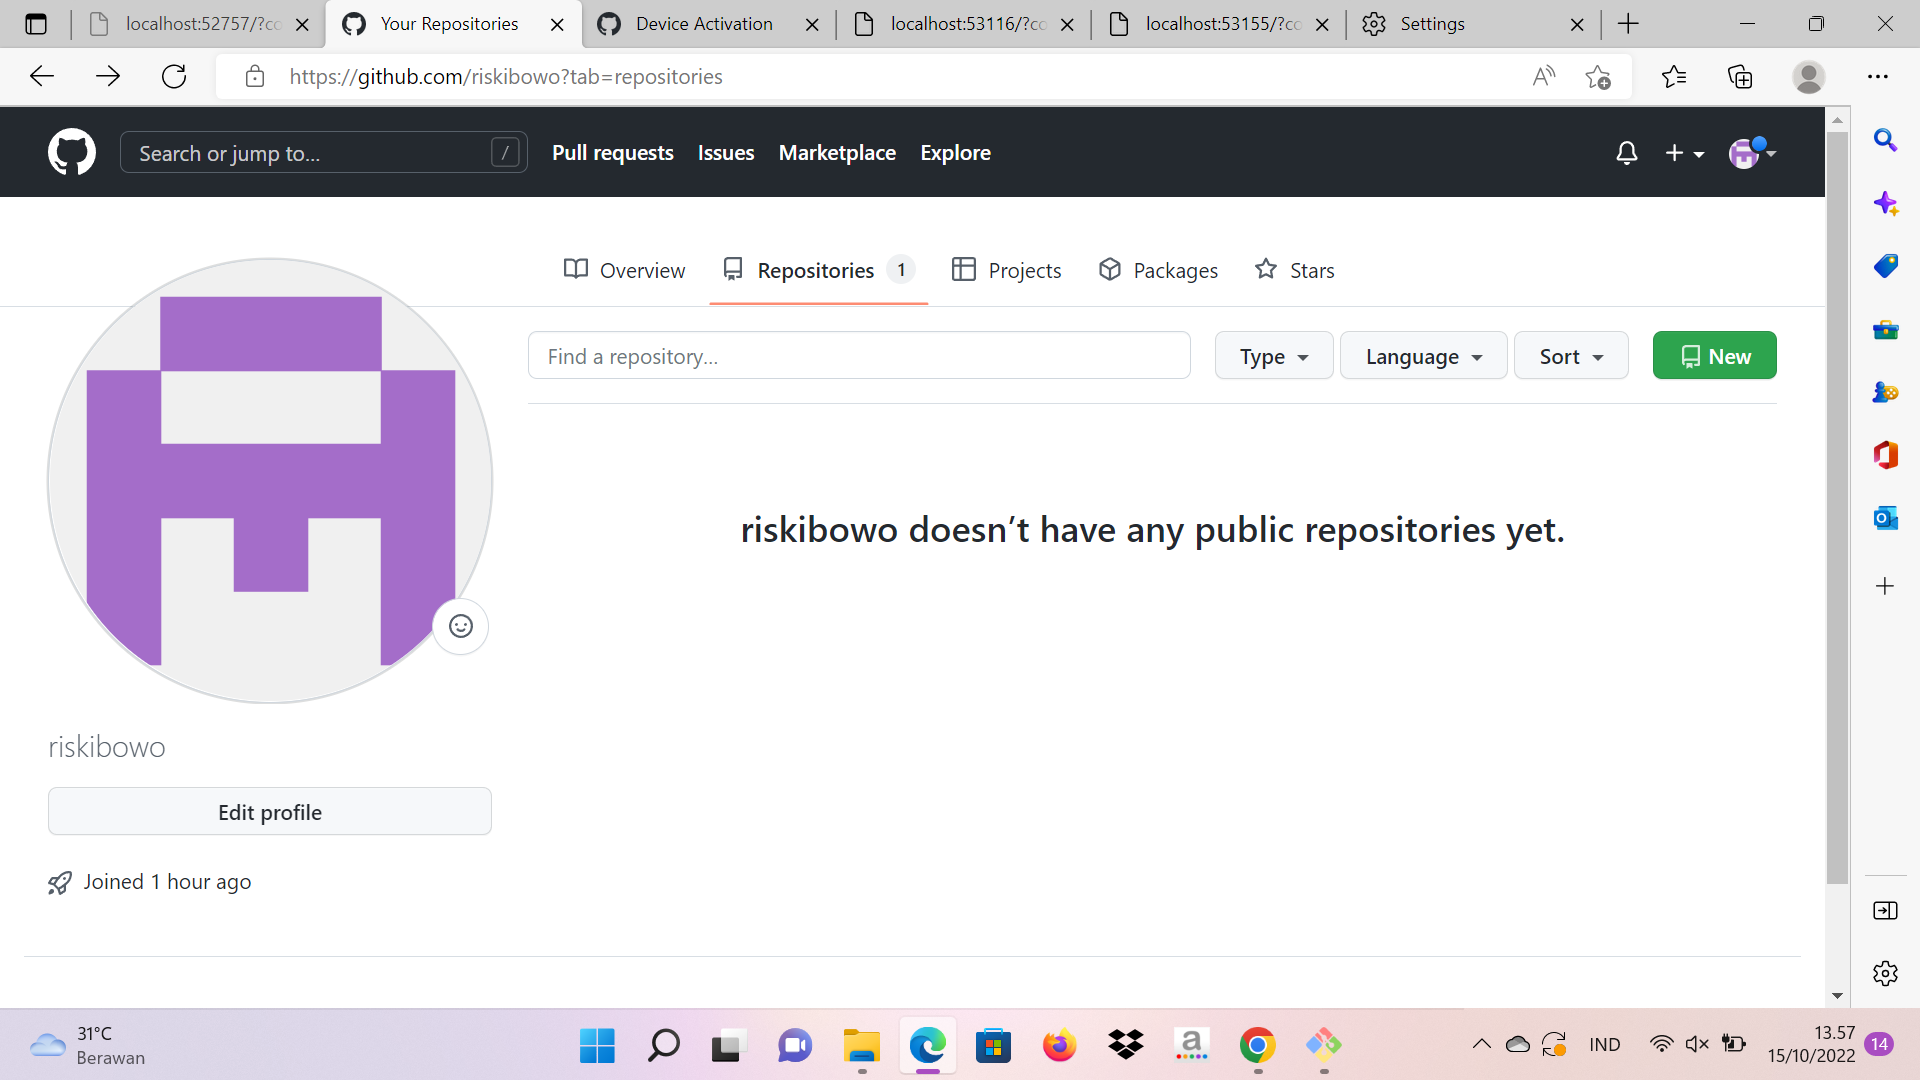 localhost:52757/?co
Your Repositories
Device Activation
localhost:53116/?co
localhost:53155/?co
Settings
https://github.com/riskibowo?tab=repositories
Search or jump to... /
Pull requests Issues Marketplace Explore
Overview
Repositories 1
Projects
Packages
Stars
Find a repository...
Type
Language
Sort
New
riskibowo doesn’t have any public repositories yet.
riskibowo
Edit profile
Joined 1 hour ago
31°C
Berawan
a
IND
13.57
15/10/2022
14